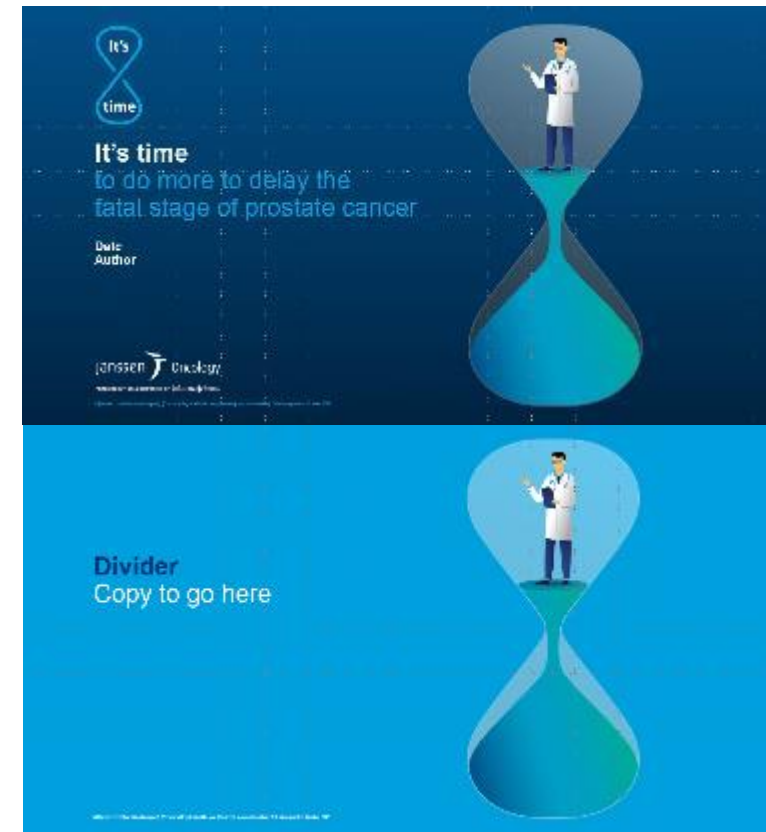 It's
time
It's time
to do more to delay the
fatal stage of prostate cancer
Date
Author
janssen Oncology
Divider
Copy to go here